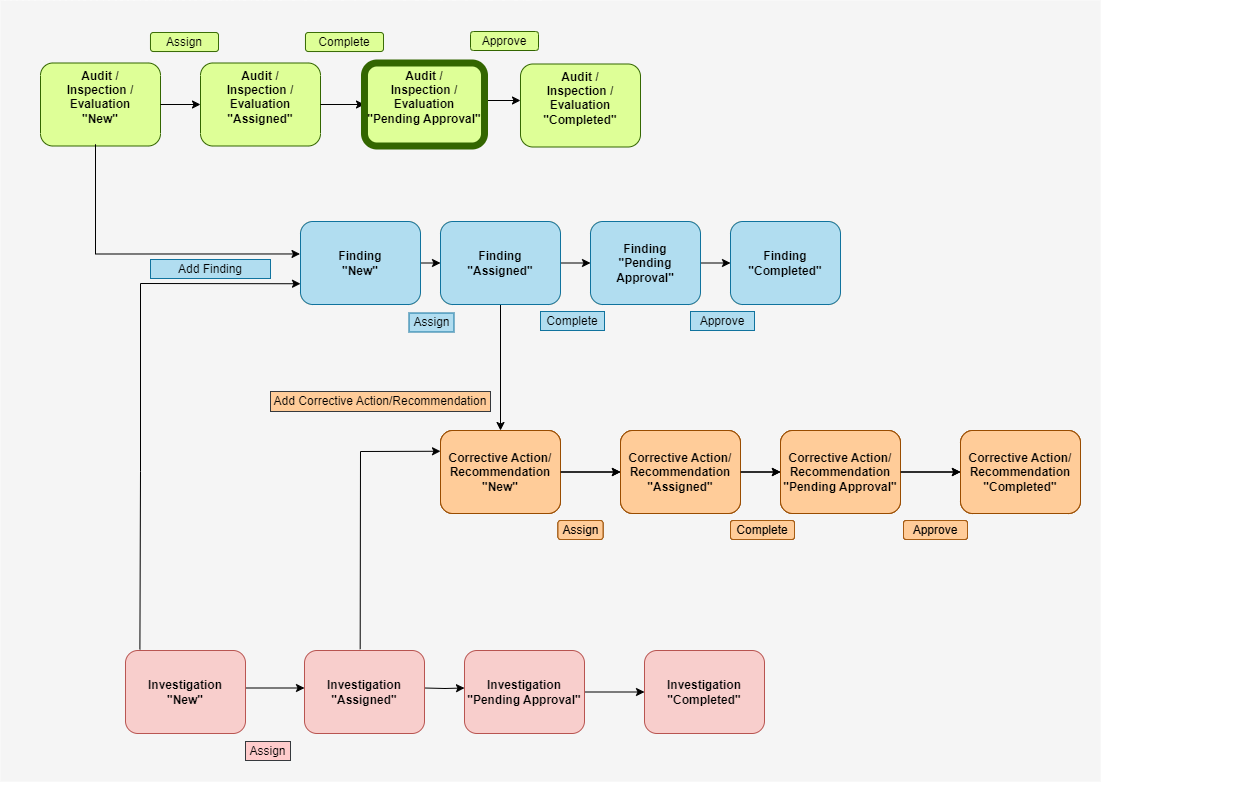 Assign
Complete
Approve
Audit /
Inspection /
Evaluation
"New"
Audit /
Inspection /
Evaluation
"Assigned"
Audit /
Inspection /
Evaluation
"Pending Approval"
Audit /
Inspection /
Evaluation
"Completed"
Finding
"New"
Finding
"Assigned"
Finding
"Pending
Approval"
Finding
"Completed"
Add Finding
Assign
Complete
Approve
Add Corrective Action/Recommendation
Corrective Action/
Recommendation
"New"
Corrective Action/
Recommendation
"Assigned"
Corrective Action/
Recommendation
"Pending Approval"
Corrective Action/
Recommendation
"Completed"
Assign
Complete
Approve
Investigation
"New"
Investigation
"Assigned"
Investigation
"Pending Approval"
Investigation
"Completed"
Assign